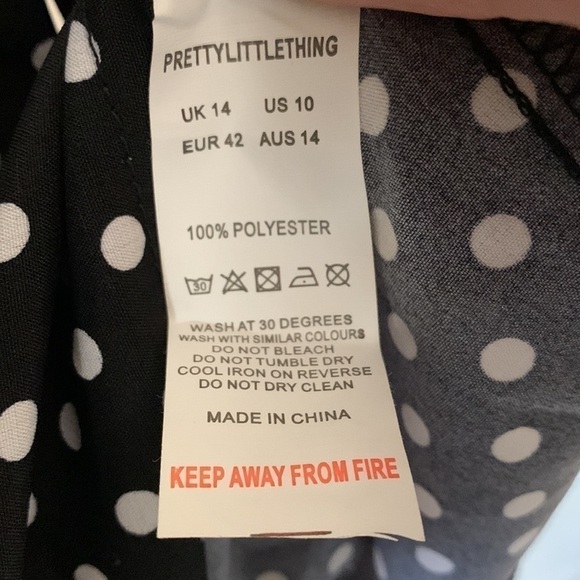 PRETTYLITTLETHING
UK 14 US 10
EUR 42 AUS 14
100% POLYESTER
30
WASH AT 30 DEGREES
WASH WITH SIMILAR COLOURS
DO NOT BLEACH
DO NOT TUMBLE DRY
COOL IRON ON REVERSE
DO NOT DRY CLEAN
MADE IN CHINA
KEEP AWAY FROM FIRE